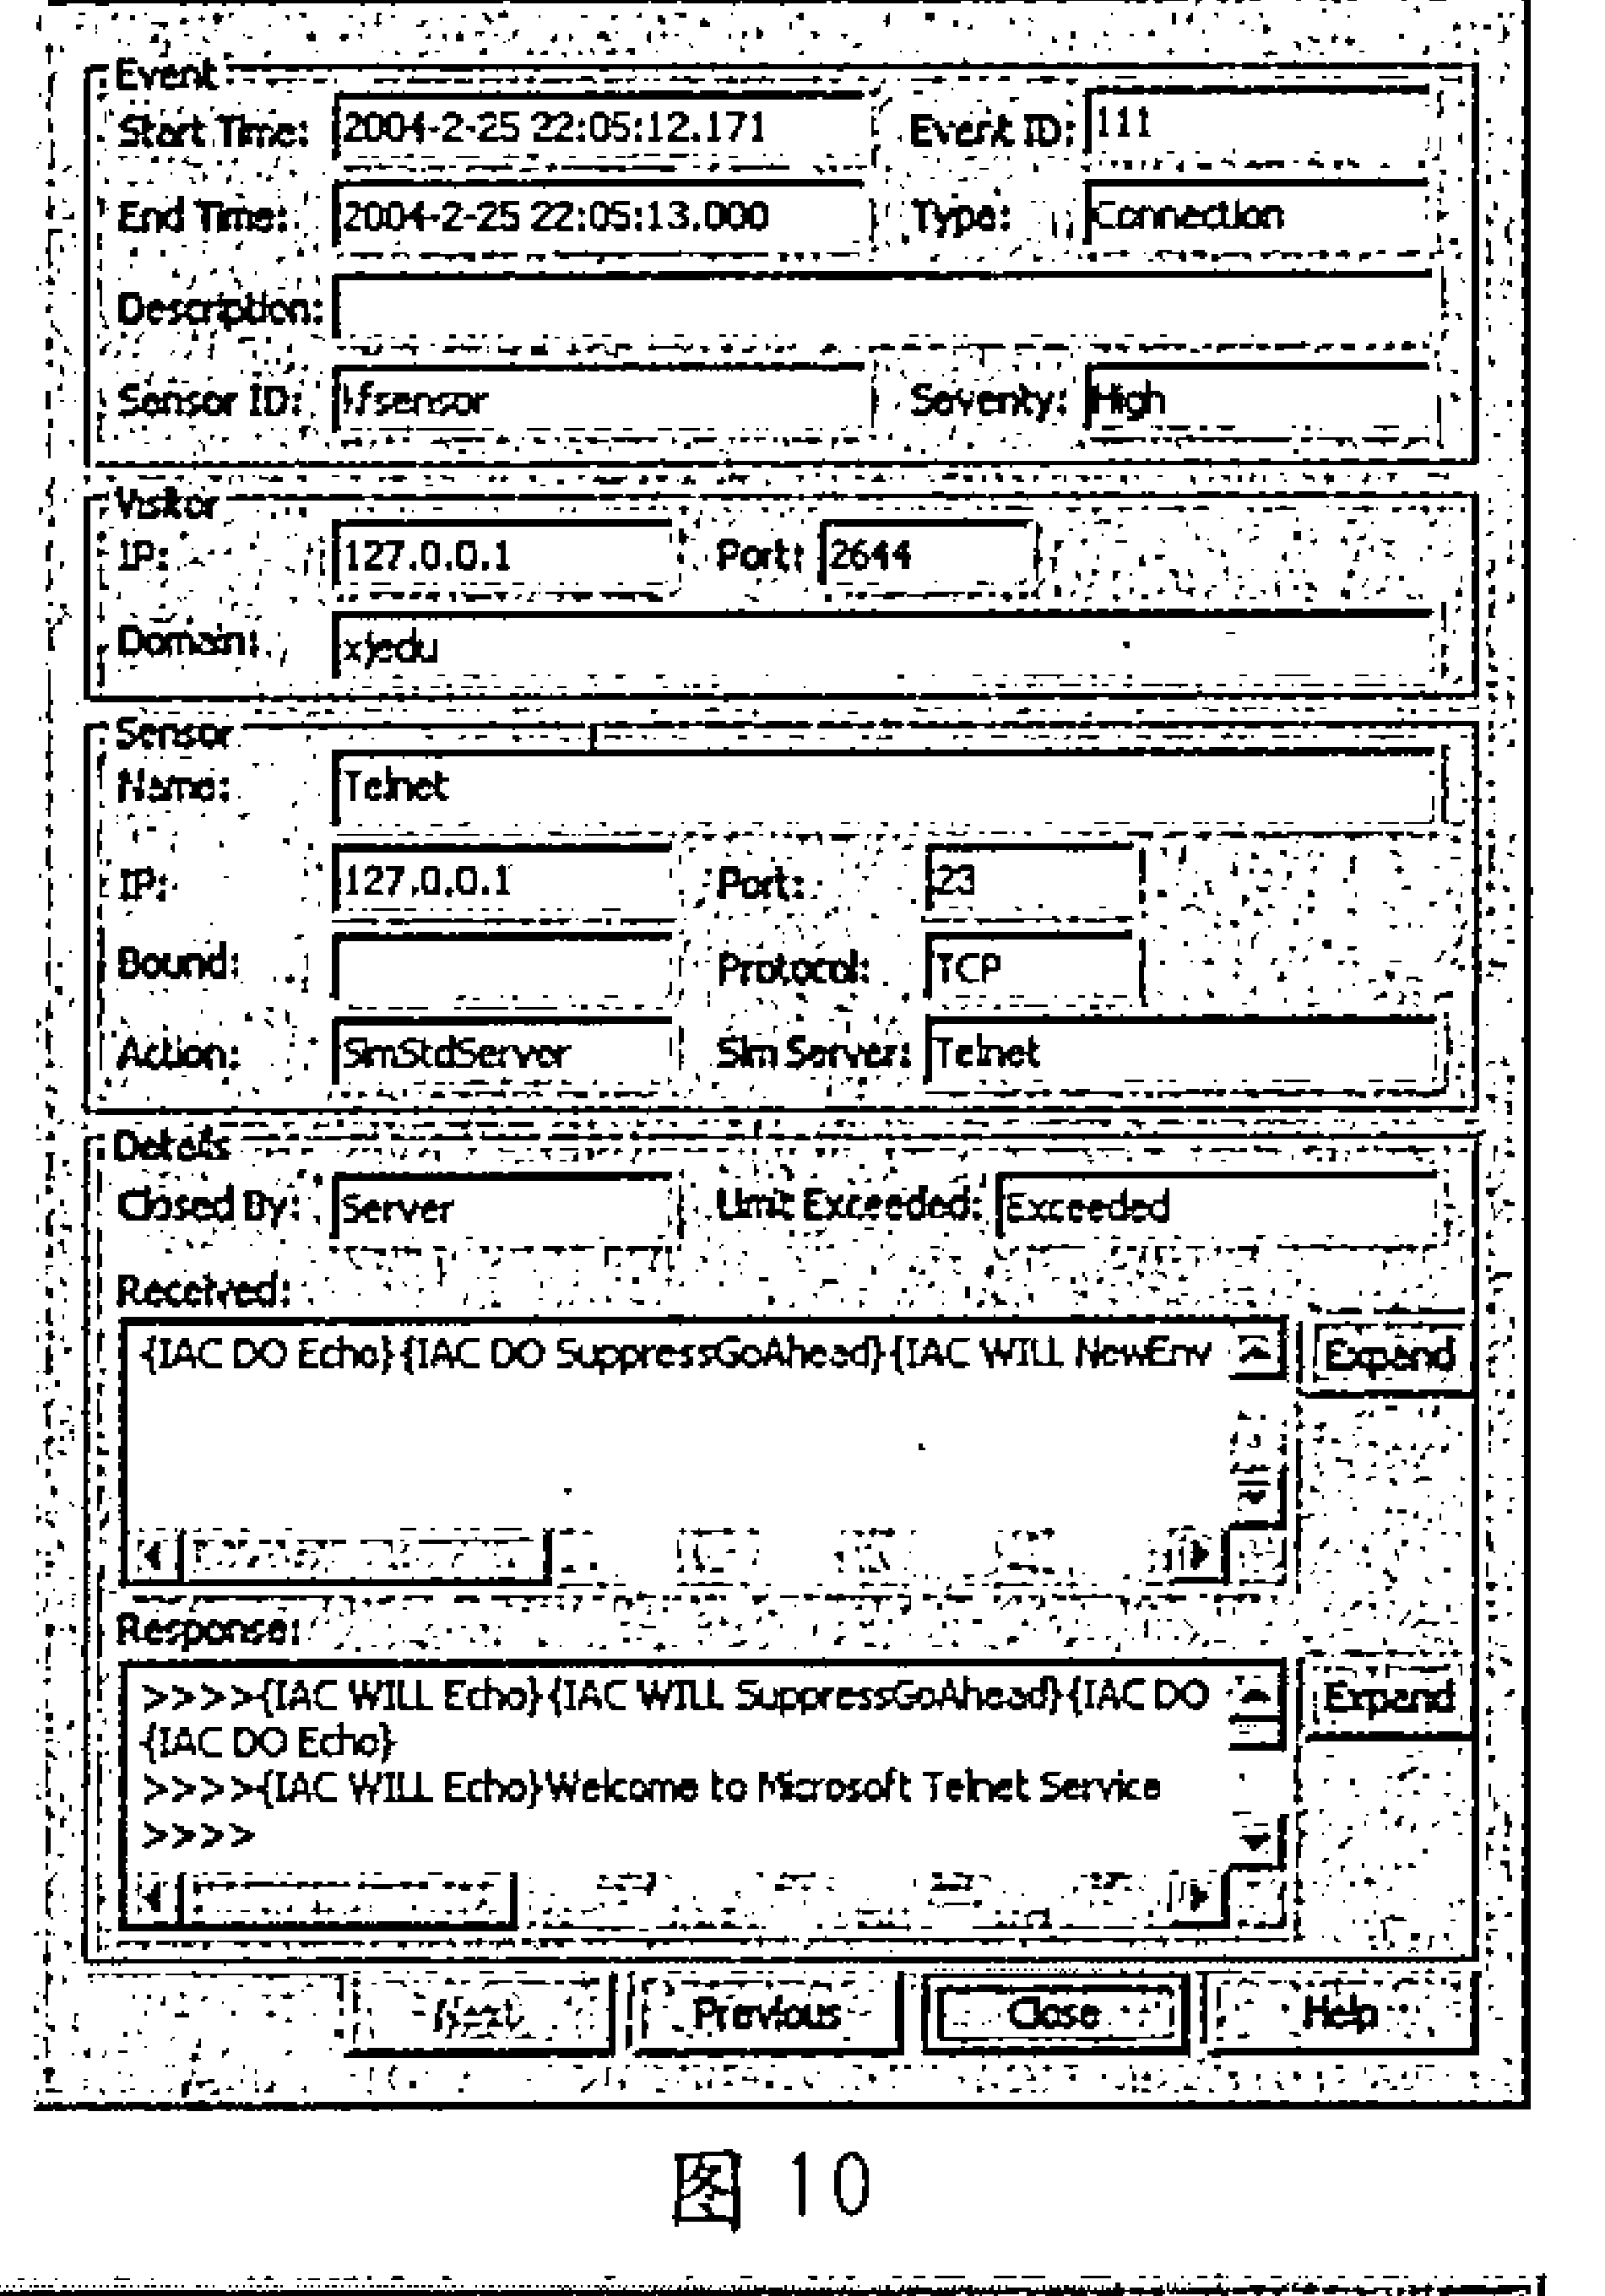 Event
Start Time: 2004-2-25 22:05:12.171 Event ID: 111
End Time: 2004-2-25 22:05:13.000 Type: Connection
Description:
Sensor ID: kfsensor Severity: High
Visitor
IP: 127.0.0.1 Port: 2644
Domain: xjedu
Sensor
Name: Telnet
IP: 127.0.0.1 Port: 23
Bound: Protocol: TCP
Action: SimStdServer Sim Server: Telnet
Details
Closed By: Server Limit Exceeded: Exceeded
Received:
{IAC DO Echo}{IAC DO SuppressGoAhead}{IAC WILL NewEnv
Expand
Response:
>>>>{IAC WILL Echo}{IAC WILL SuppressGoAhead}{IAC DO
Expand
{IAC DO Echo}
>>>>{IAC WILL Echo}Welcome to Microsoft Telnet Service
>>>>
Next Previous Close Help
图 10